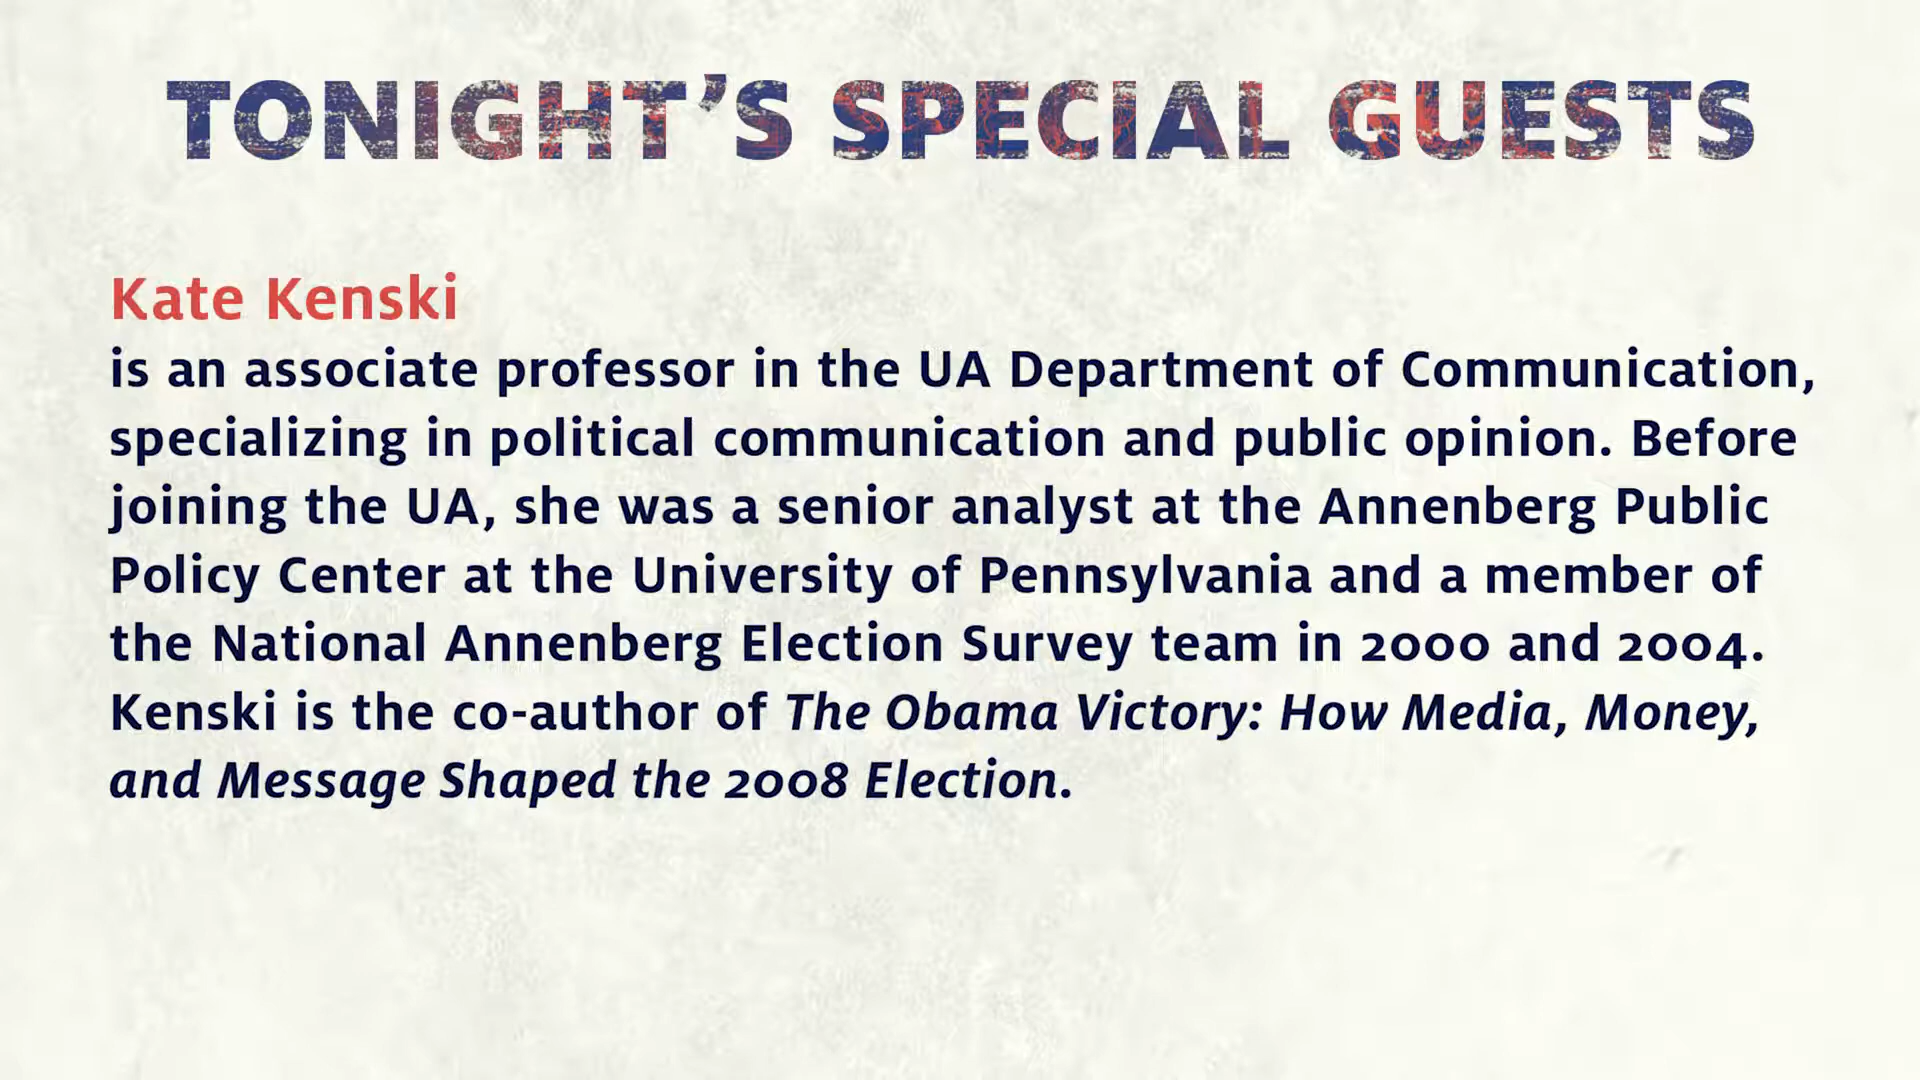 TONIGHT’S SPECIAL GUESTS
Kate Kenski
is an associate professor in the UA Department of Communication,
specializing in political communication and public opinion. Before
joining the UA, she was a senior analyst at the Annenberg Public
Policy Center at the University of Pennsylvania and a member of
the National Annenberg Election Survey team in 2000 and 2004.
Kenski is the co-author of The Obama Victory: How Media, Money,
and Message Shaped the 2008 Election.